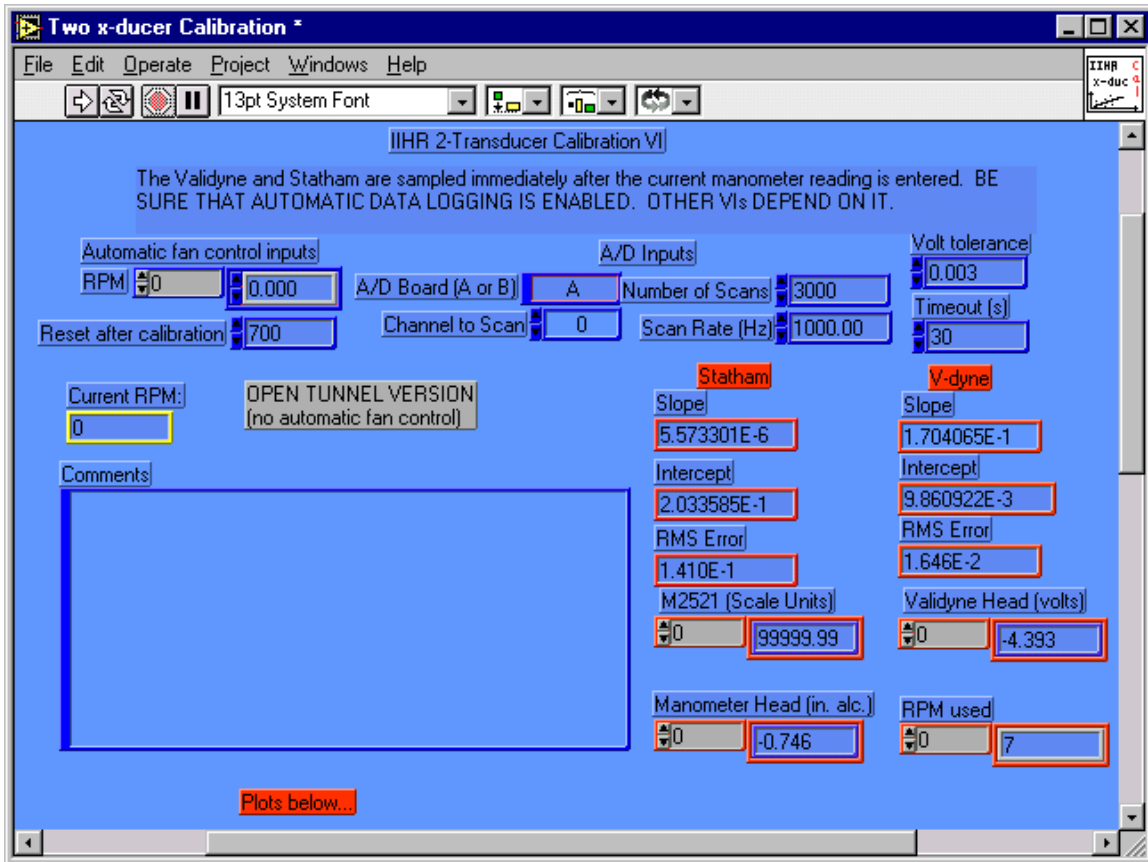 Two x-ducer Calibration *
File Edit Operate Project Windows Help
IIHR C
x-duc a
l
13pt System Font
IIHR 2-Transducer Calibration VI
The Validyne and Statham are sampled immediately after the current manometer reading is entered. BE
SURE THAT AUTOMATIC DATA LOGGING IS ENABLED. OTHER VIs DEPEND ON IT.
Automatic fan control inputs
RPM 0 0.000
Reset after calibration 700
A/D Inputs
A/D Board (A or B) A
Number of Scans 3000
Channel to Scan 0
Scan Rate (Hz) 1000.00
Volt tolerance
0.003
Timeout (s)
30
Current RPM:
0
OPEN TUNNEL VERSION
(no automatic fan control)
Comments
Statham
Slope
5.573301E-6
Intercept
2.033585E-1
RMS Error
1.410E-1
M2521 (Scale Units)
0 99999.99
Manometer Head (in. alc.)
0 -0.746
V-dyne
Slope
1.704065E-1
Intercept
9.860922E-3
RMS Error
1.646E-2
Validyne Head (volts)
0 -4.393
RPM used
0 7
Plots below...